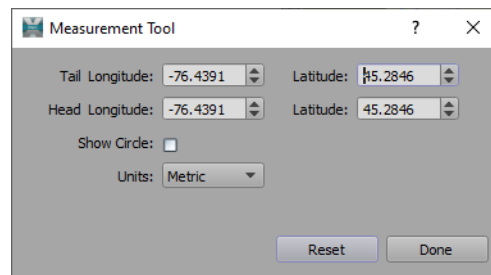 Measurement Tool ?
Tail Longitude: -76.4391 Latitude: 45.2846
Head Longitude: -76.4391 Latitude: 45.2846
Show Circle:
Units: Metric
Reset Done